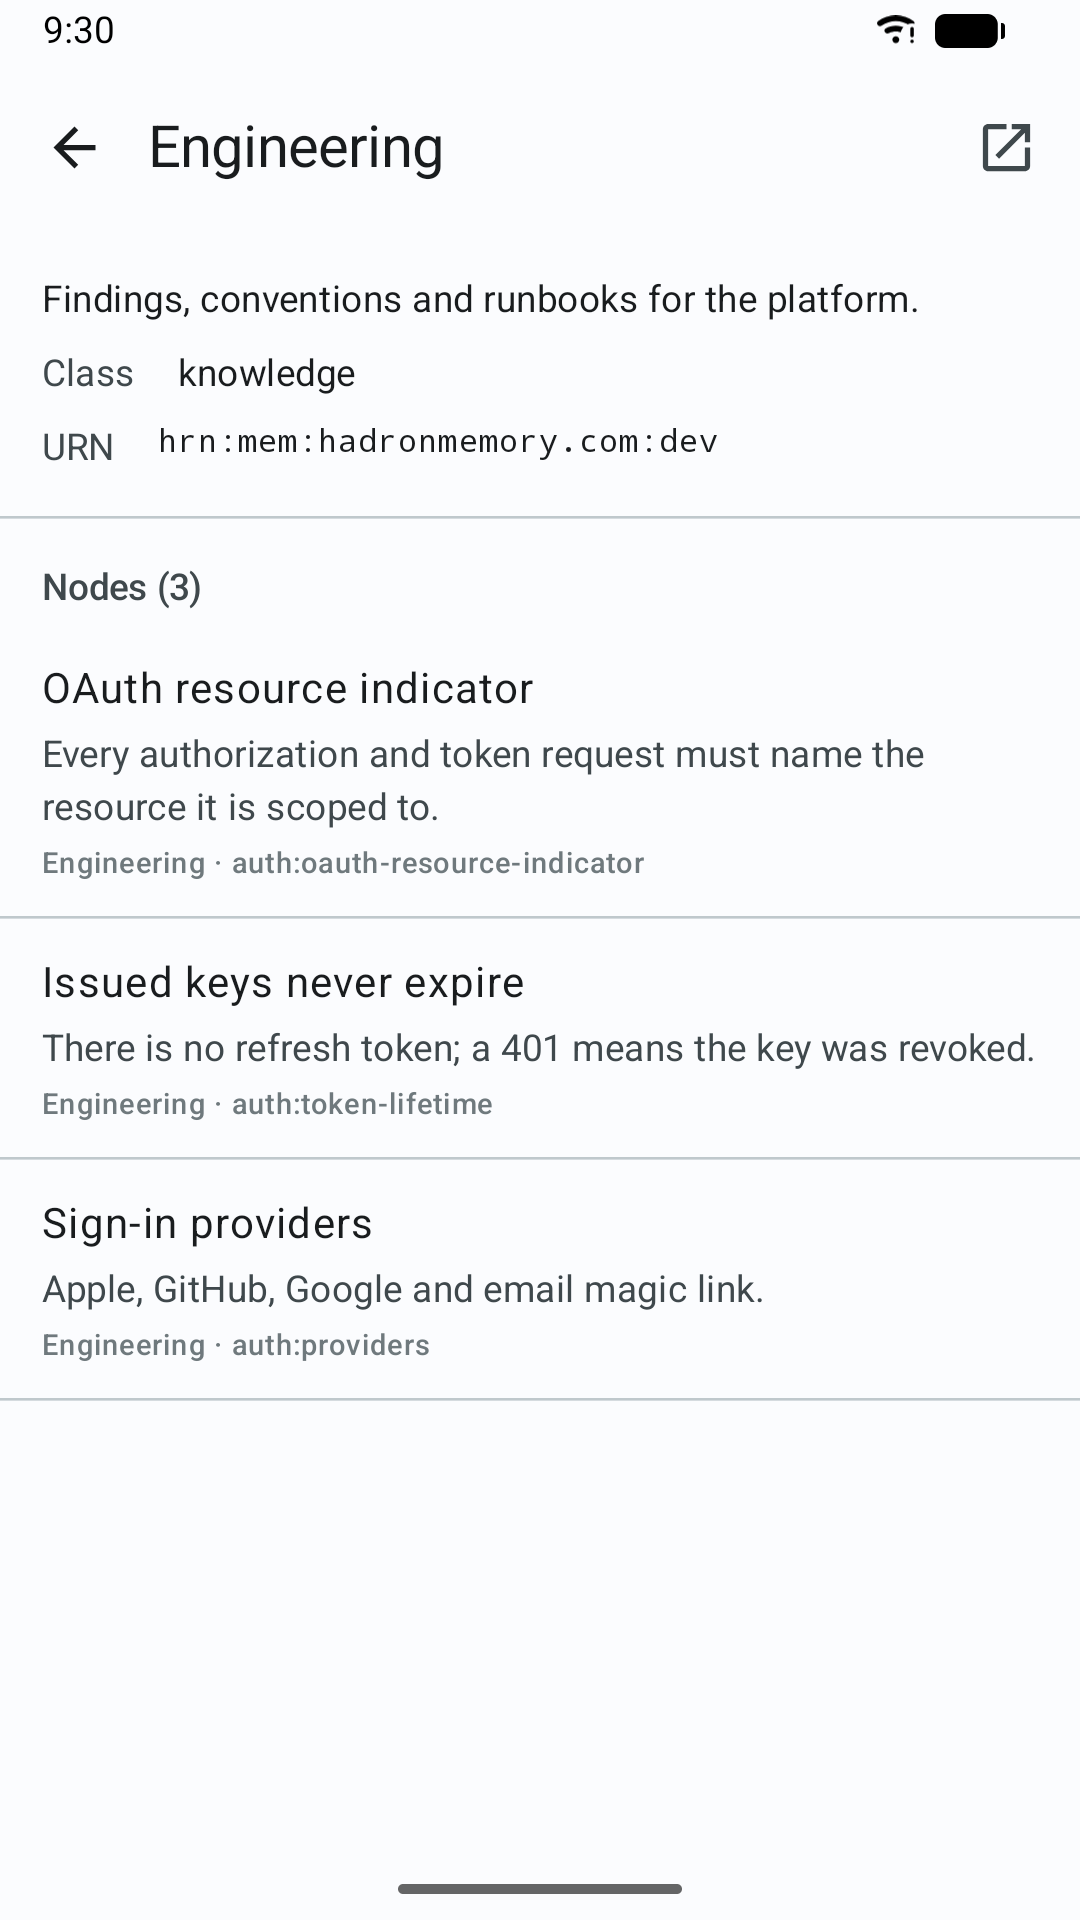 9:30
Engineering
Findings, conventions and runbooks for the platform.
Class knowledge
URN hrn:mem:hadronmemory.com:dev
Nodes (3)
OAuth resource indicator
Every authorization and token request must name the
resource it is scoped to.
Engineering · auth:oauth-resource-indicator
Issued keys never expire
There is no refresh token; a 401 means the key was revoked.
Engineering · auth:token-lifetime
Sign-in providers
Apple, GitHub, Google and email magic link.
Engineering · auth:providers